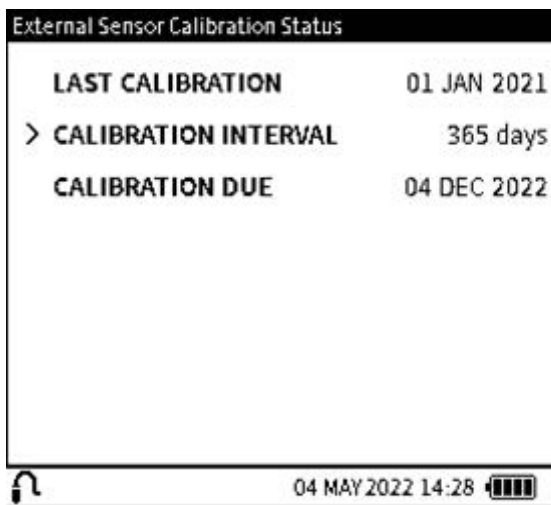 External Sensor Calibration Status
LAST CALIBRATION 01 JAN 2021
> CALIBRATION INTERVAL 365 days
CALIBRATION DUE 04 DEC 2022
04 MAY 2022 14:28